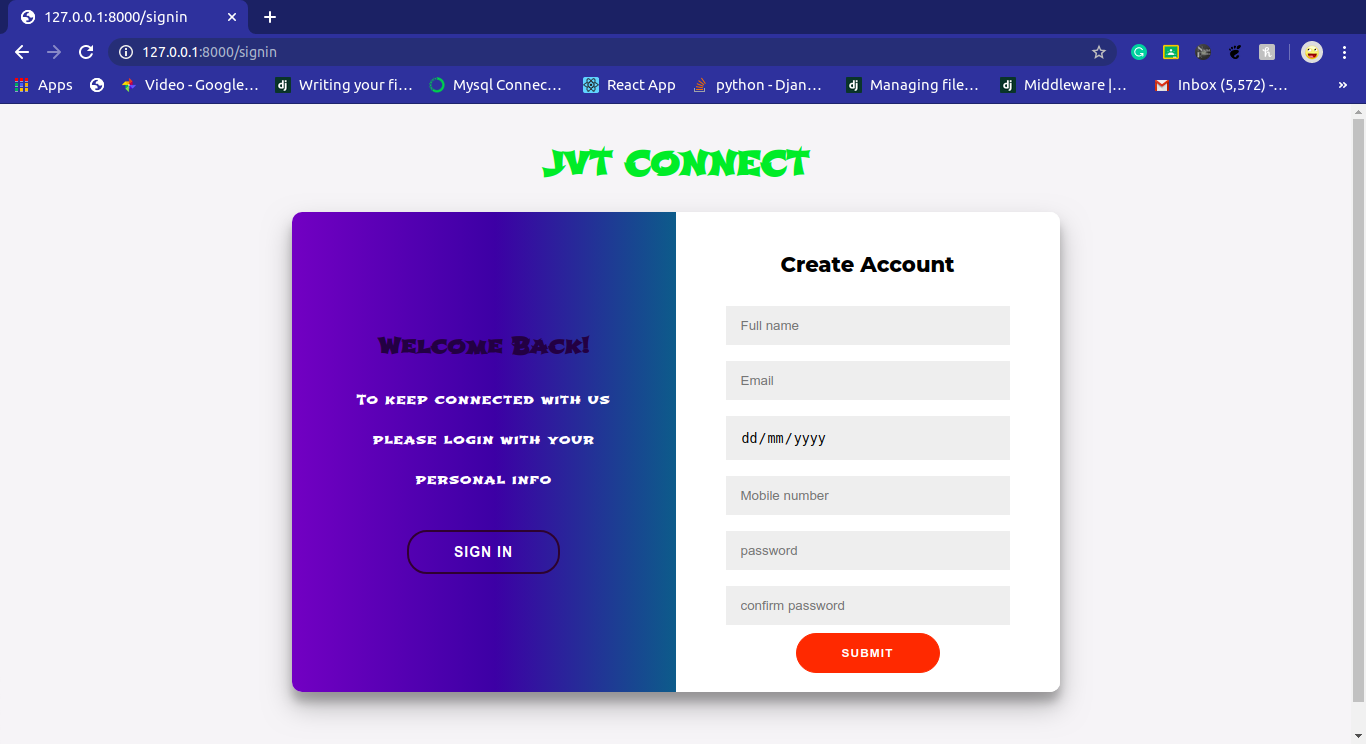 127.0.0.1:8000/signin
127.0.0.1:8000/signin
Apps
Video - Google…
Writing your fi…
Mysql Connec…
React App
python - Djan…
Managing file…
Middleware |…
Inbox (5,572) -…
»
JVT CONNECT
Welcome Back!
To keep connected with us
please login with your
personal info
SIGN IN
Create Account
Full name
Email
dd/mm/yyyy
Mobile number
password
confirm password
SUBMIT